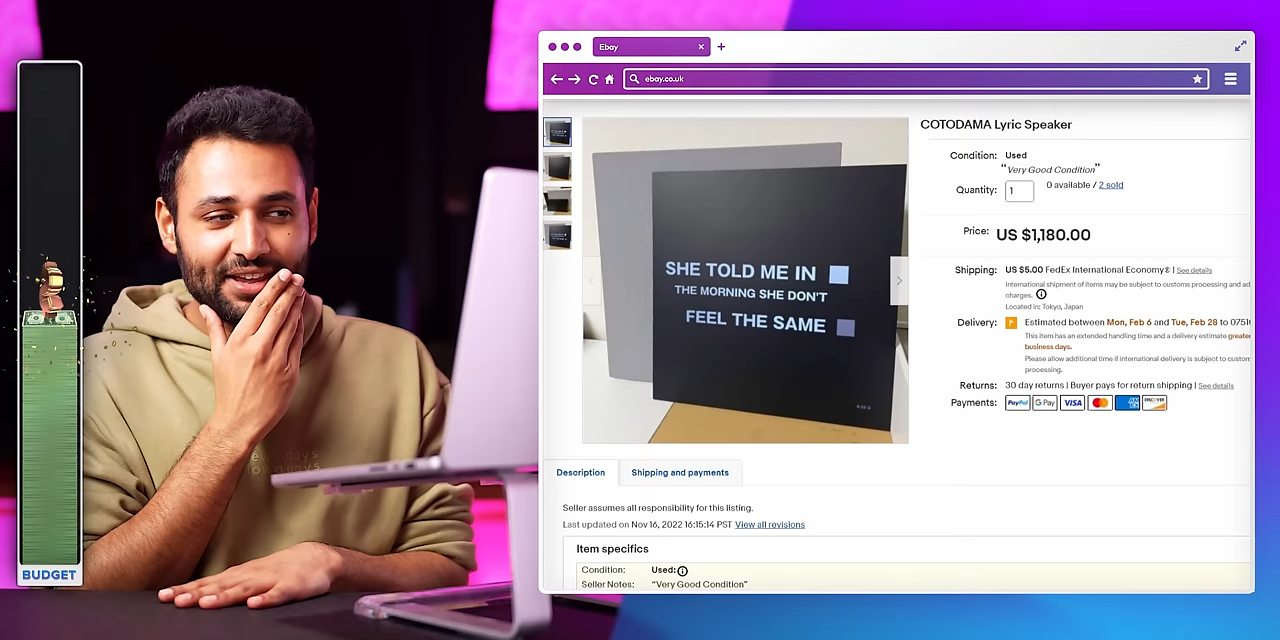 Ebay
ebay.co.uk
COTODAMA Lyric Speaker
Condition: Used
“Very Good Condition”
Quantity: 1 0 available / 2 sold
Price: US $1,180.00
Shipping: US $5.00 FedEx International Economy® | See details
International shipment of items may be subject to customs processing and ad
charges.
Located in: Tokyo, Japan
Delivery: Estimated between Mon, Feb 6 and Tue, Feb 28 to 0751
This item has an extended handling time and a delivery estimate greate
business days.
Please allow additional time if international delivery is subject to custom
processing.
Returns: 30 day returns | Buyer pays for return shipping | See details
Payments: PayPal G Pay VISA DISCOVER
SHE TOLD ME IN
THE MORNING SHE DON'T
FEEL THE SAME
Description
Shipping and payments
Seller assumes all responsibility for this listing.
Last updated on Nov 16, 2022 16:15:14 PST View all revisions
Item specifics
Condition: Used:
Seller Notes: “Very Good Condition”
BUDGET